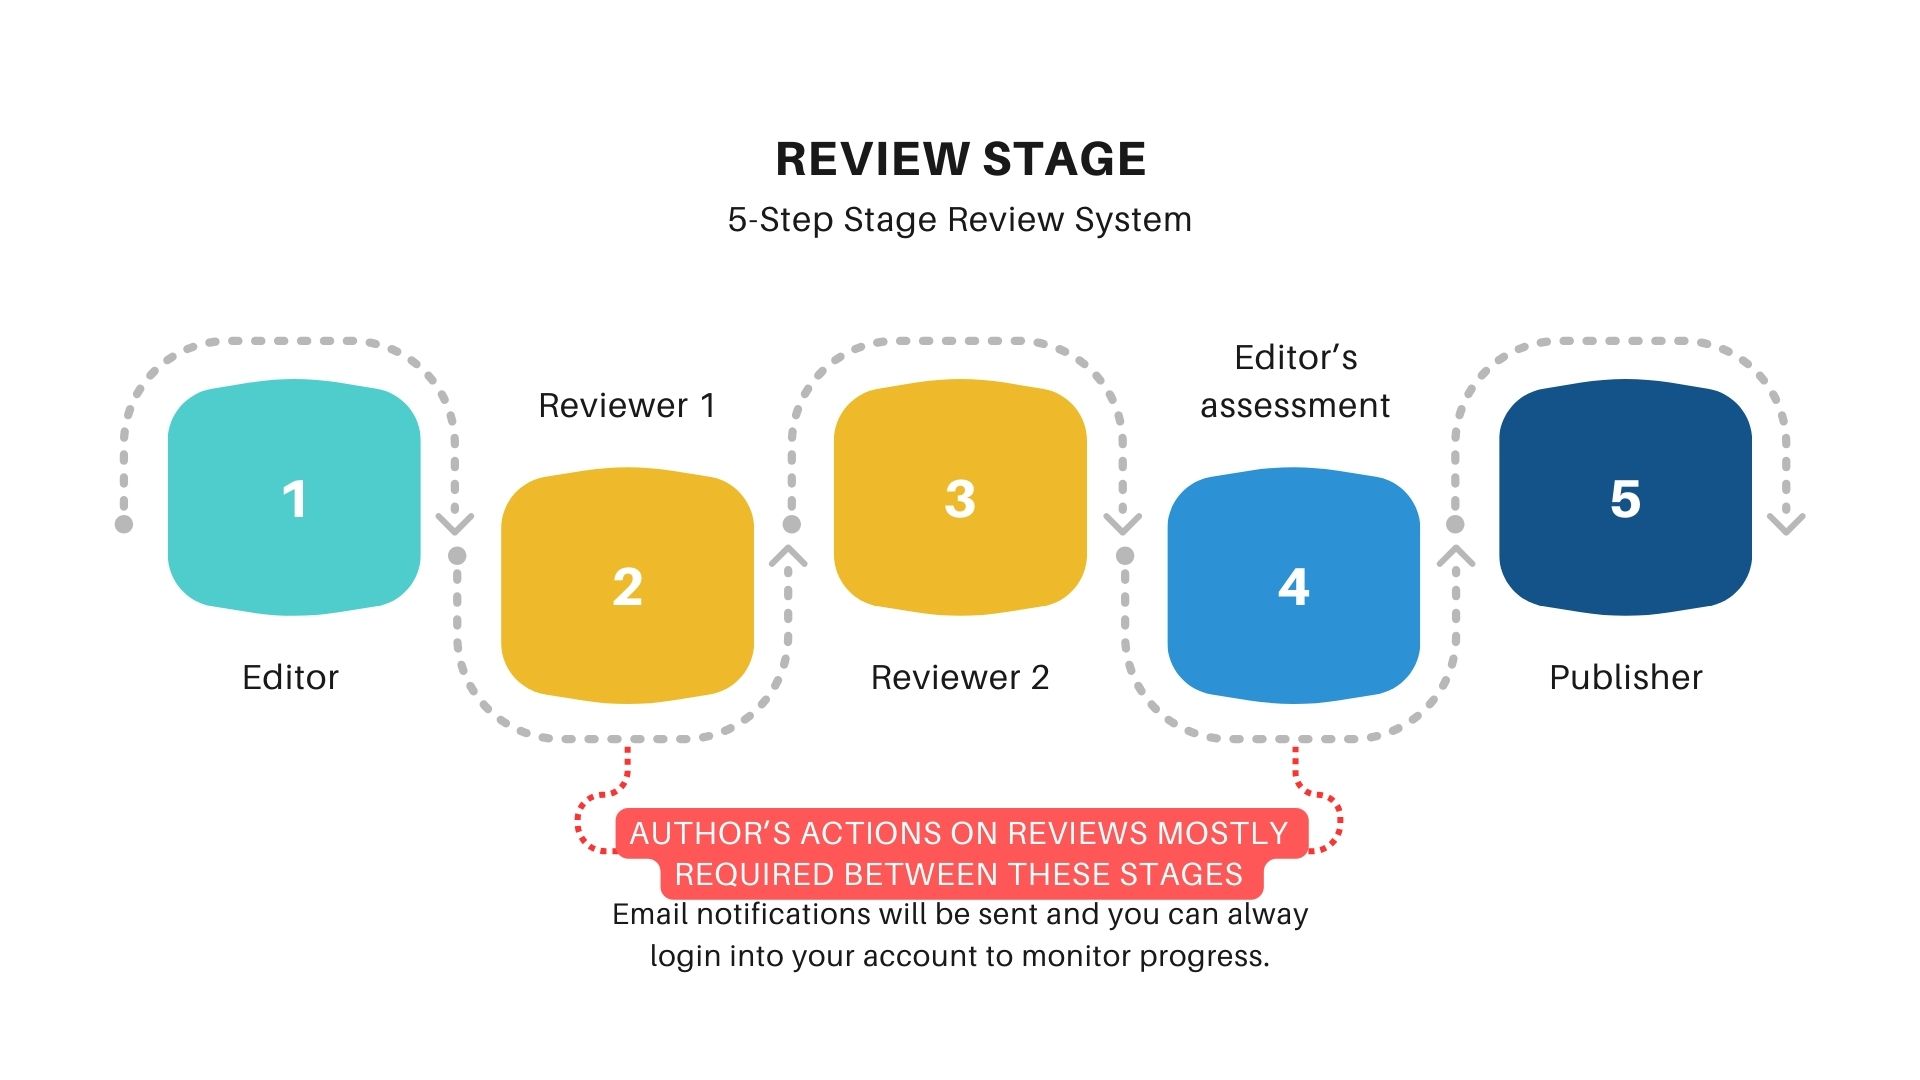 REVIEW STAGE
5-Step Stage Review System
1
Editor
Reviewer 1
2
3
Reviewer 2
Editor’s
assessment
4
5
Publisher
AUTHOR’S ACTIONS ON REVIEWS MOSTLY
REQUIRED BETWEEN THESE STAGES
Email notifications will be sent and you can alway
login into your account to monitor progress.